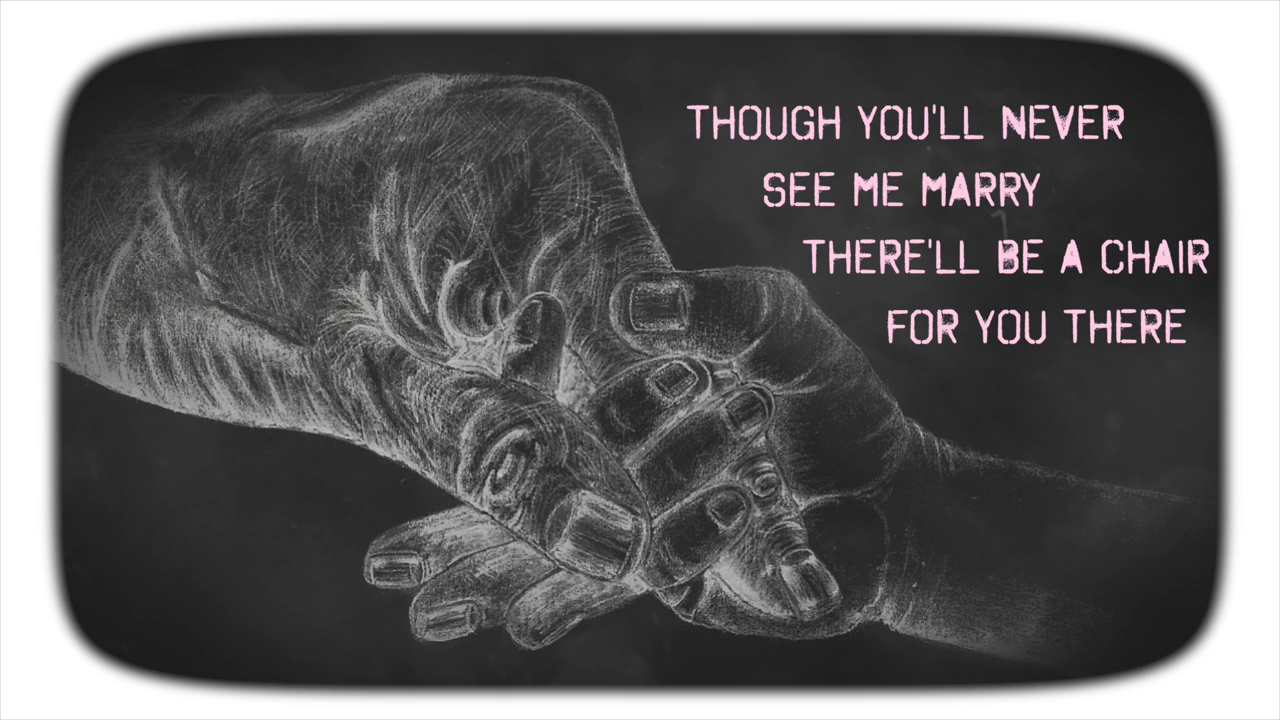 THOUGH YOU'LL NEVER
SEE ME MARRY
THERE'LL BE A CHAIR
FOR YOU THERE